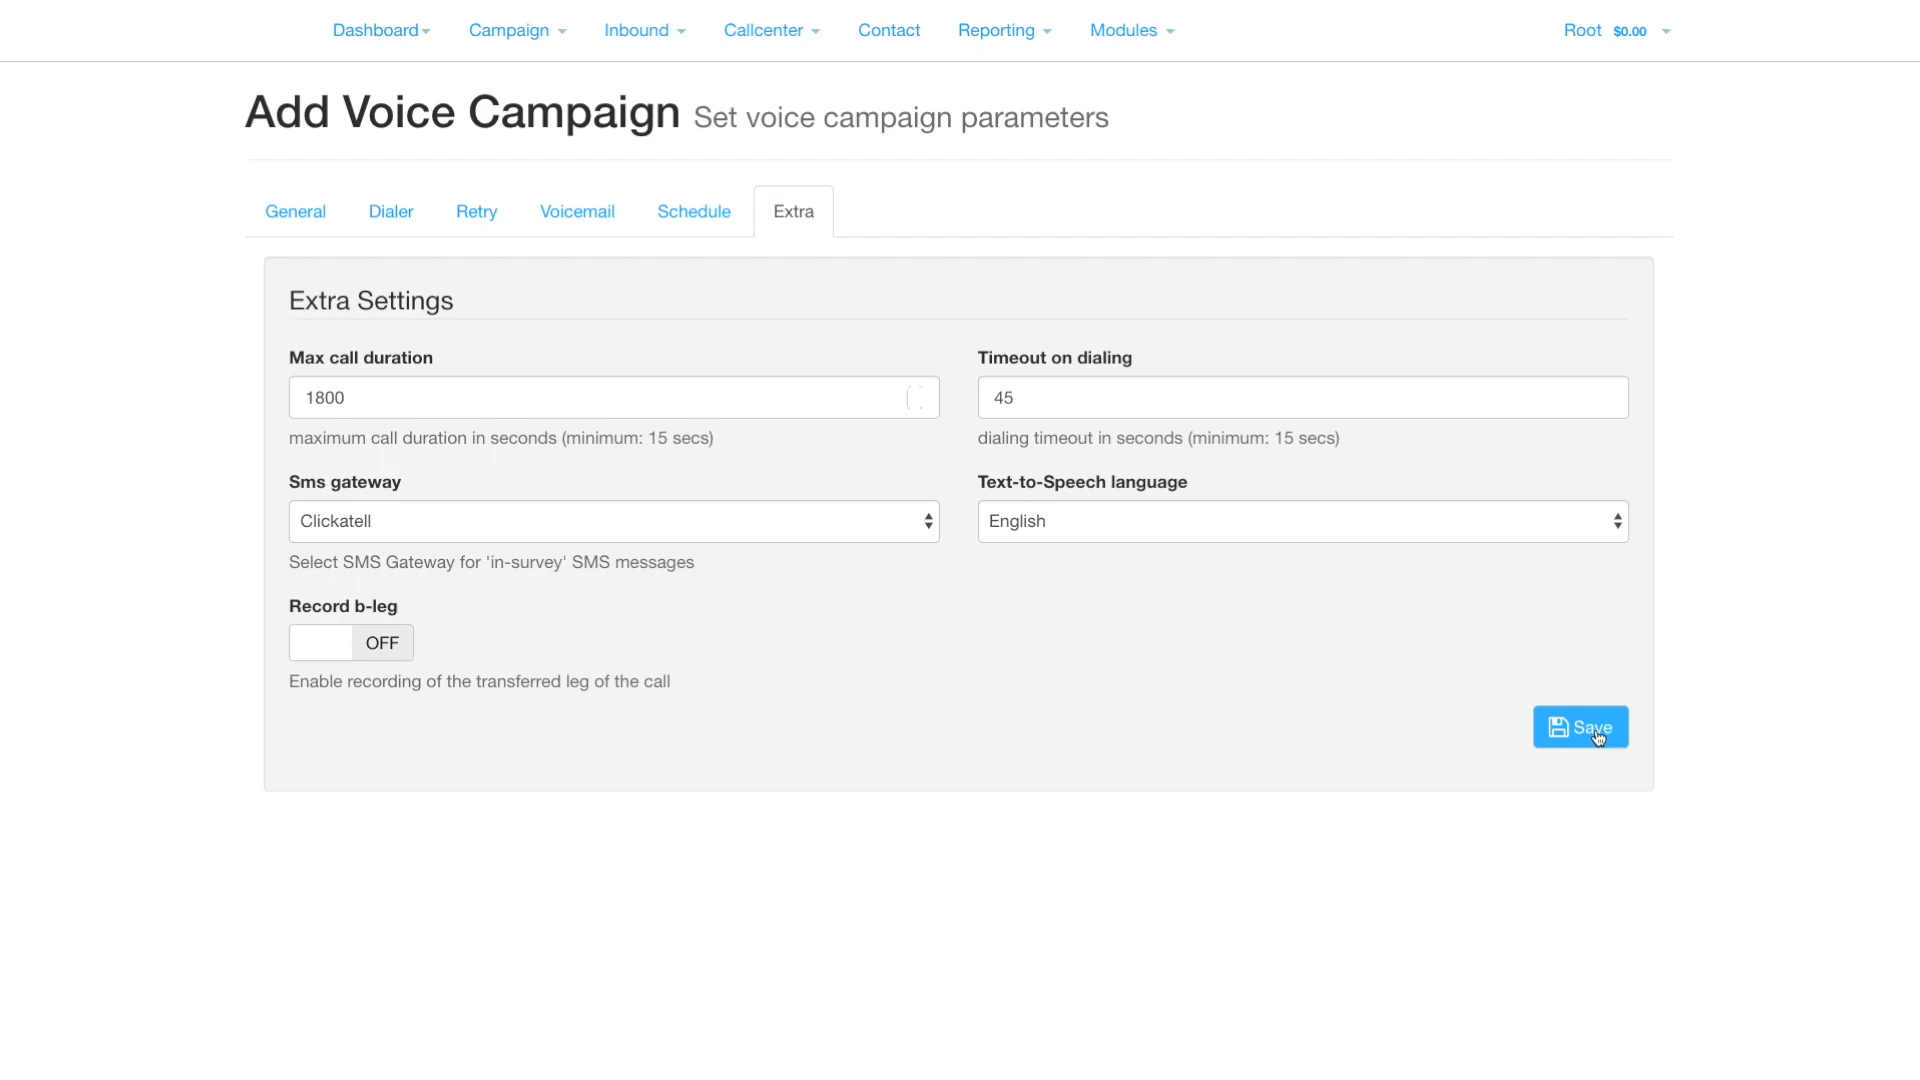 Dashboard Campaign Inbound Callcenter Contact Reporting Modules Root $0.00
Add Voice Campaign Set voice campaign parameters
General Dialer Retry Voicemail Schedule Extra
Extra Settings
Max call duration Timeout on dialing
1800 45
maximum call duration in seconds (minimum: 15 secs) dialing timeout in seconds (minimum: 15 secs)
Sms gateway Text-to-Speech language
Clickatell English
Select SMS Gateway for 'in-survey' SMS messages
Record b-leg
OFF
Enable recording of the transferred leg of the call
Save